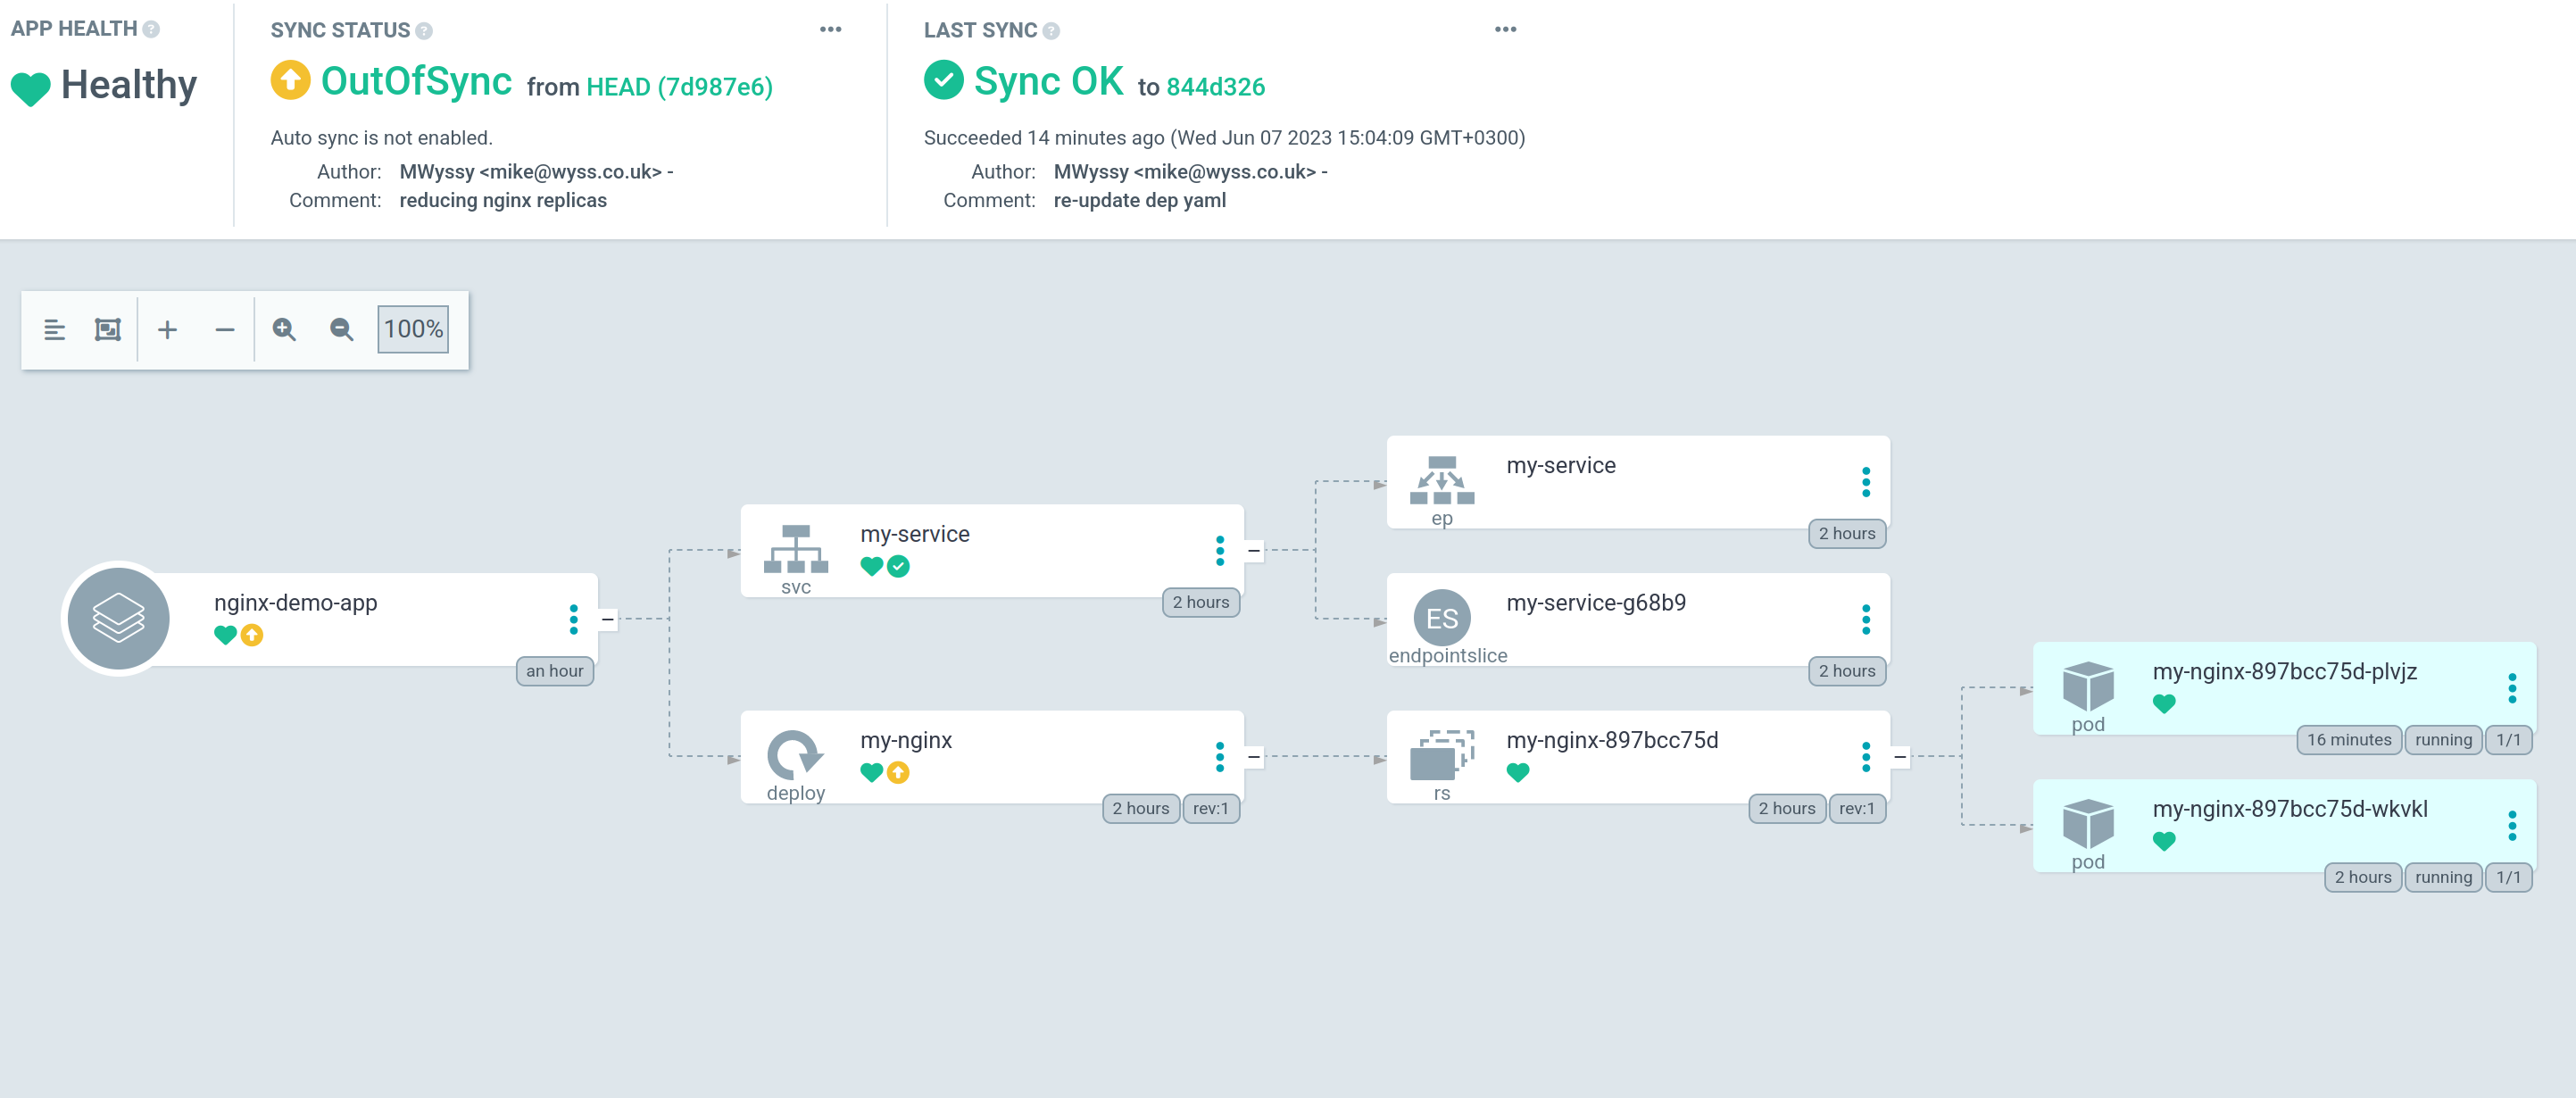 APP HEALTH ?
Healthy
SYNC STATUS ?
OutOfSync from HEAD (7d987e6)
Auto sync is not enabled.
Author: MWyssy <mike@wyss.co.uk> -
Comment: reducing nginx replicas
LAST SYNC ?
Sync OK to 844d326
Succeeded 14 minutes ago (Wed Jun 07 2023 15:04:09 GMT+0300)
Author: MWyssy <mike@wyss.co.uk> -
Comment: re-update dep yaml
100%
nginx-demo-app
an hour
my-service
svc
2 hours
my-nginx
deploy
2 hours rev:1
my-service
ep
2 hours
ES
my-service-g68b9
endpointslice
2 hours
my-nginx-897bcc75d
rs
2 hours rev:1
my-nginx-897bcc75d-plvjz
pod
16 minutes running 1/1
my-nginx-897bcc75d-wkvkl
pod
2 hours running 1/1